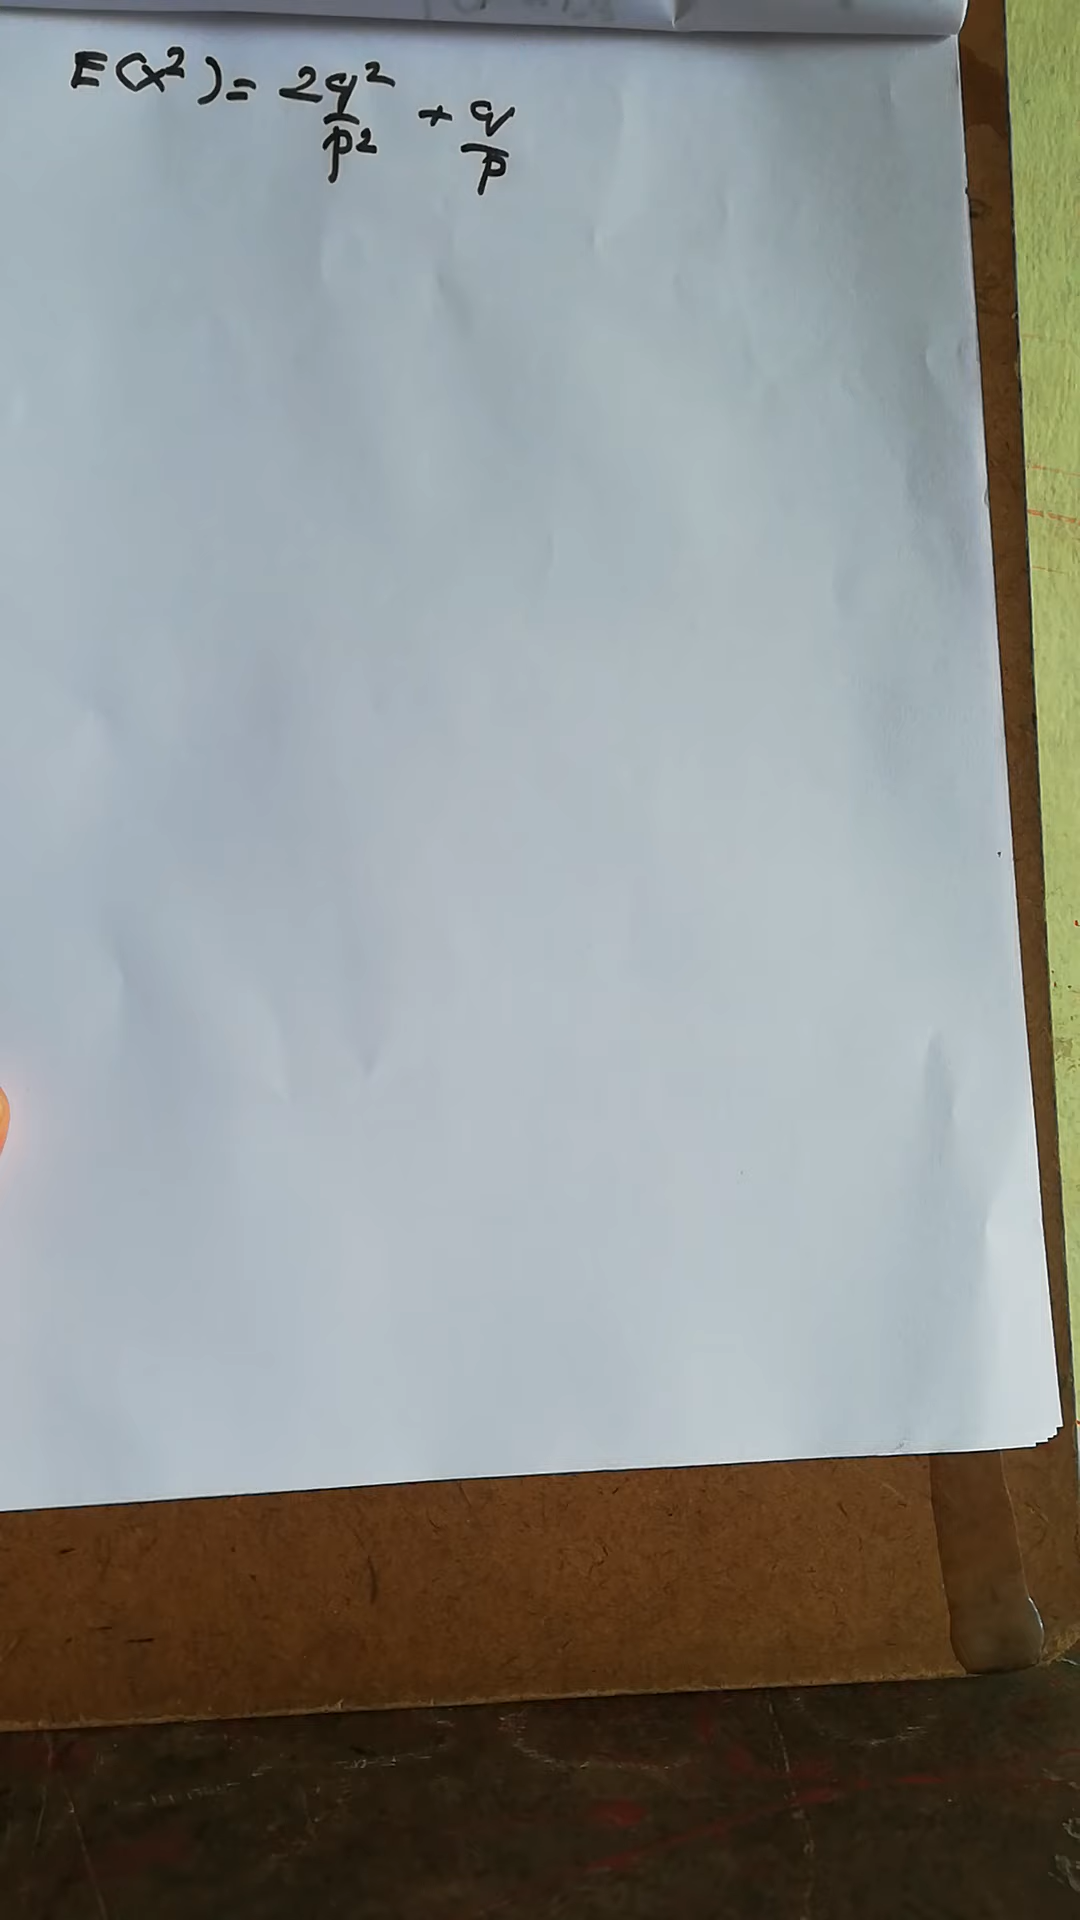 E(x²) = 2q²/p² + q/p